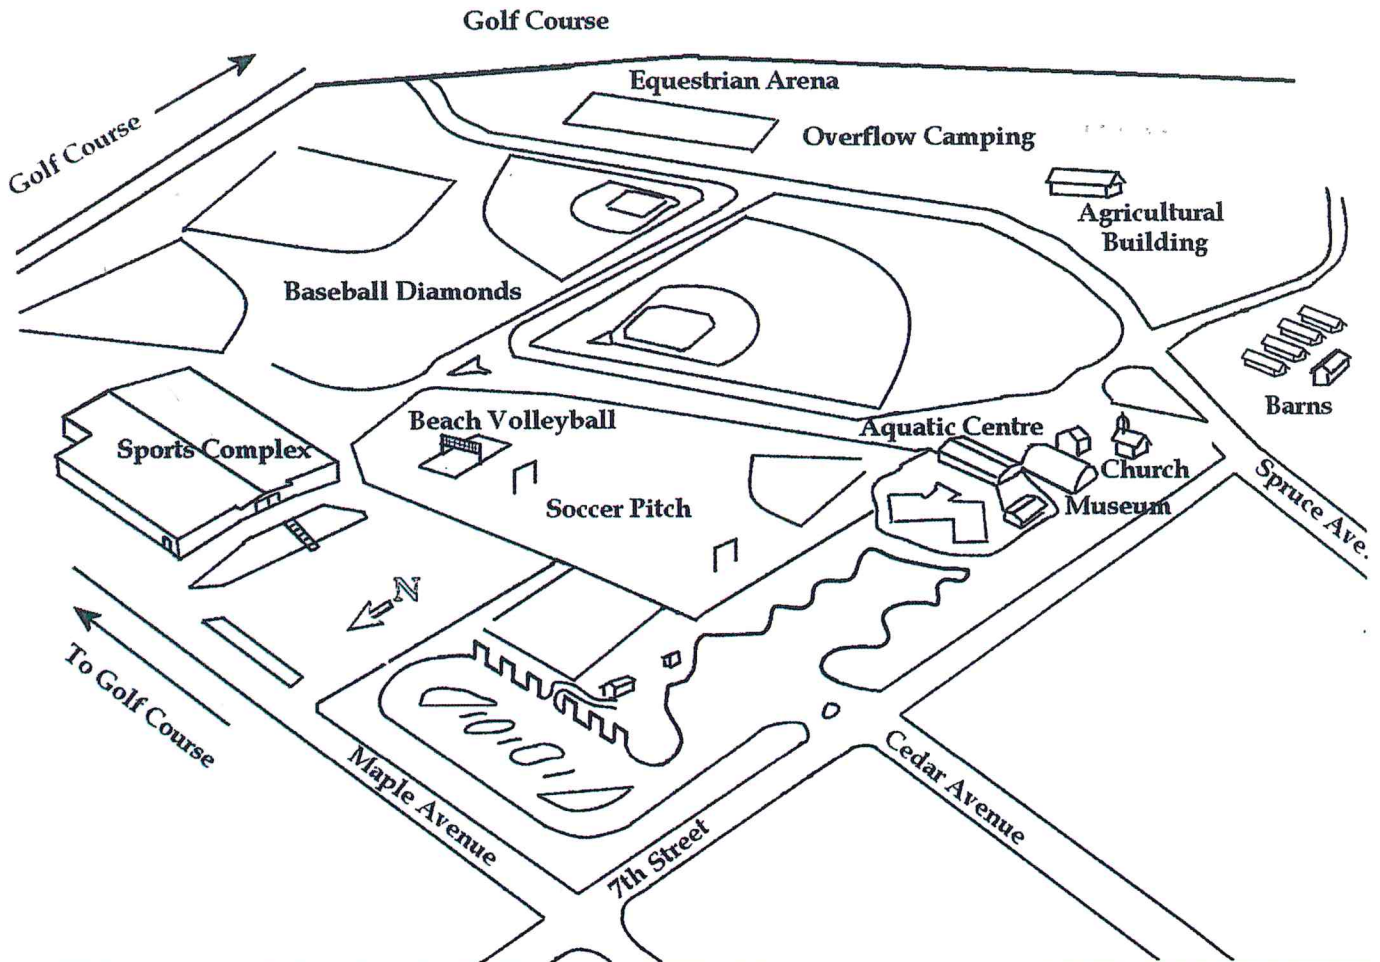 Golf Course
Equestrian Arena
Golf Course
Overflow Camping
Agricultural
Building
Baseball Diamonds
Barns
Beach Volleyball
Aquatic Centre
Sports Complex
Church
Museum
Soccer Pitch
Spruce Ave.
N
To Golf Course
Maple Avenue
Cedar Avenue
7th Street